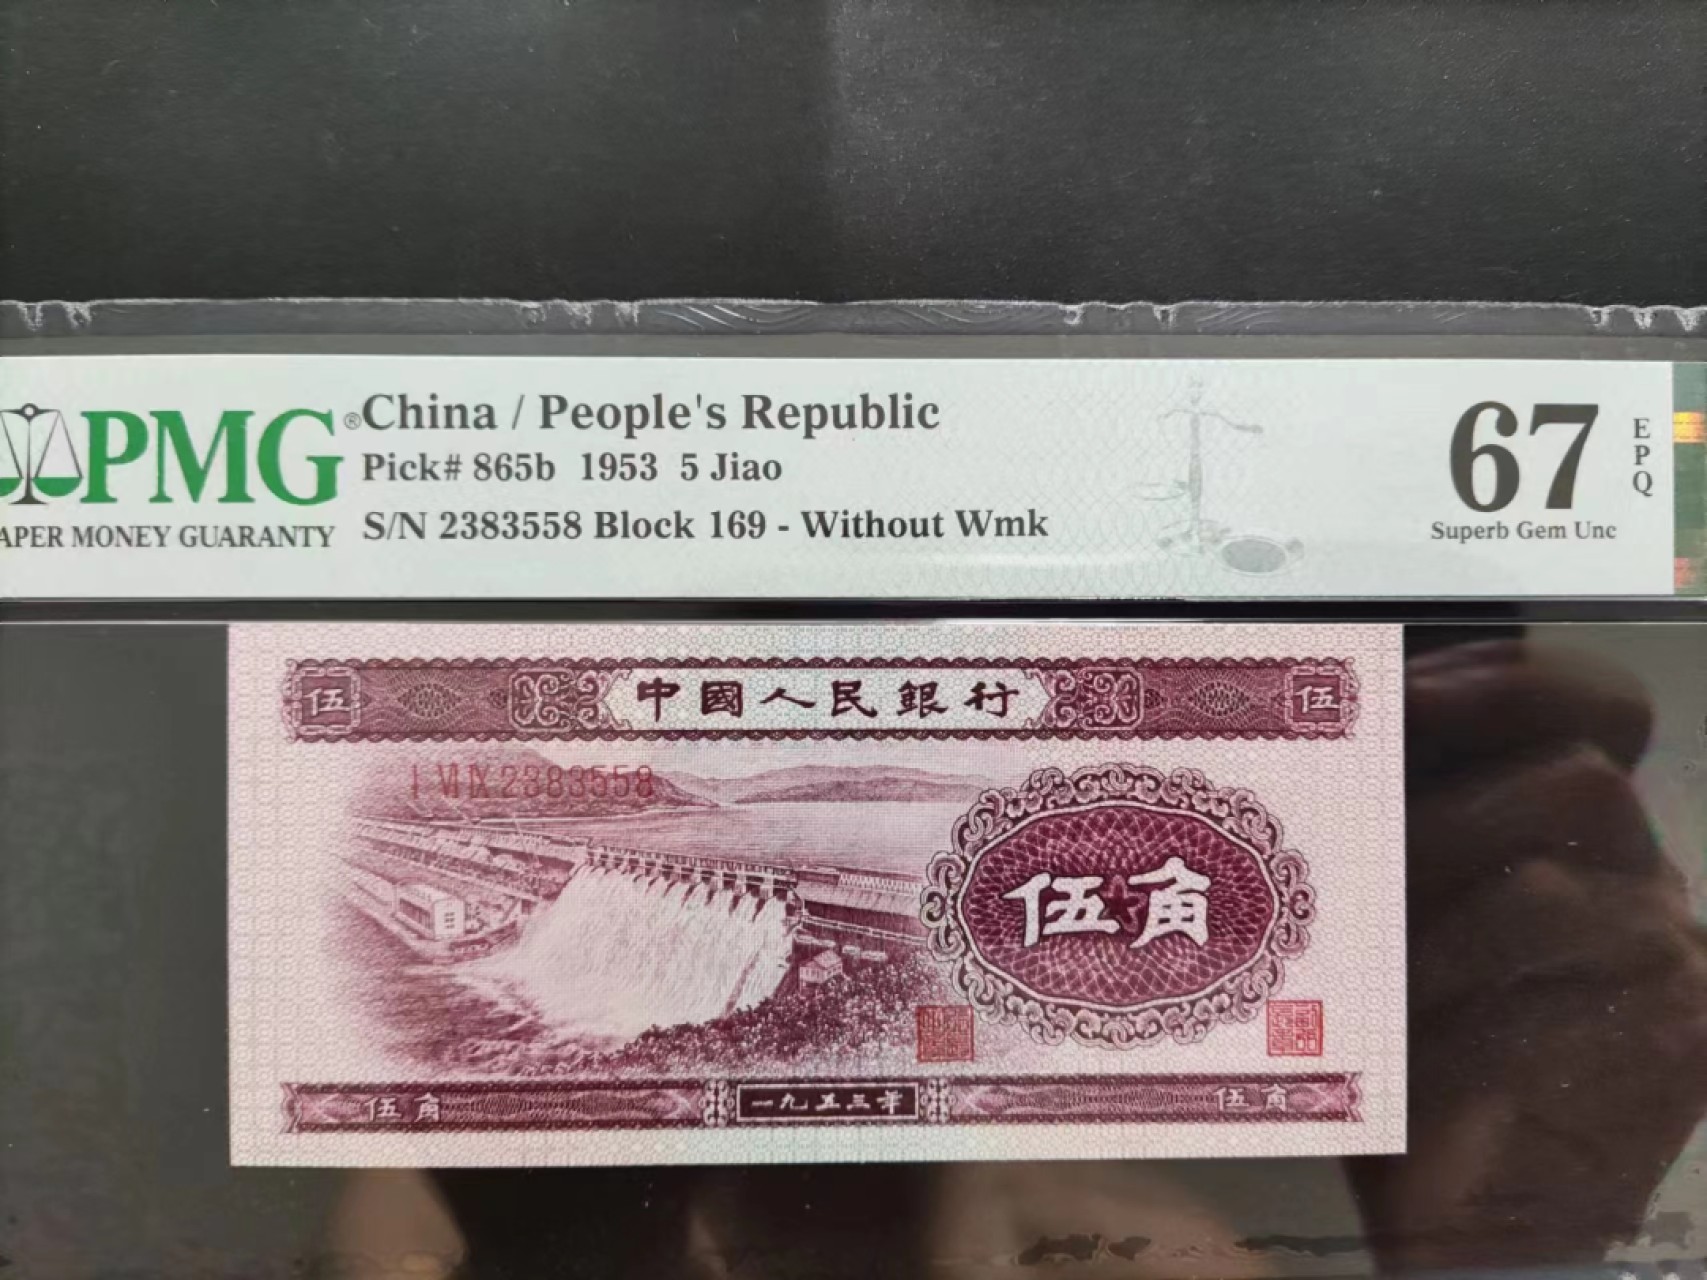 PMG®
APER MONEY GUARANTY
China / People's Republic
Pick# 865b 1953 5 Jiao
S/N 2383558 Block 169 - Without Wmk
67
EPQ
Superb Gem Unc
伍 中國人民銀行 伍
I VI IX 2383558
伍角
伍角 一九五三年 伍角